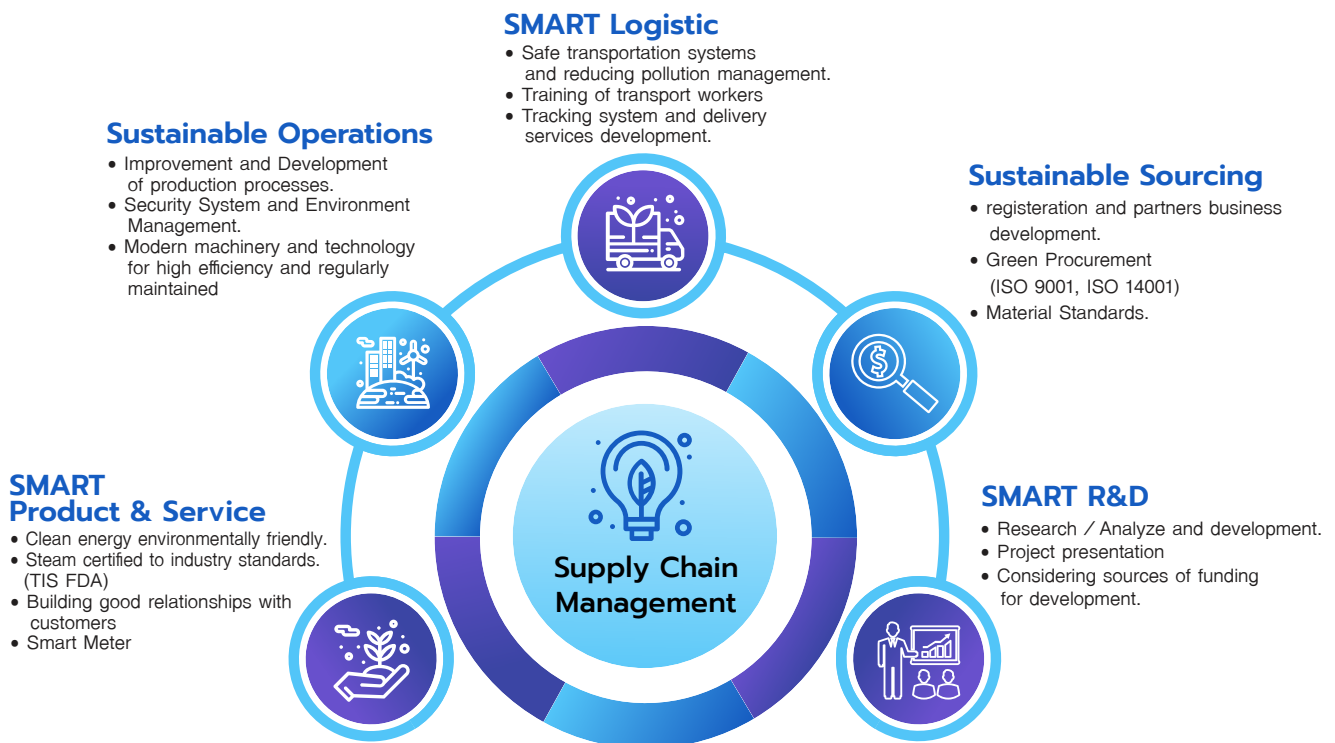 SMART Logistic
• Safe transportation systems
and reducing pollution management.
• Training of transport workers
• Tracking system and delivery
services development.
Sustainable Operations
• Improvement and Development
of production processes.
• Security System and Environment
Management.
• Modern machinery and technology
for high efficiency and regularly
maintained
Sustainable Sourcing
• registeration and partners business
development.
• Green Procurement
(ISO 9001, ISO 14001)
• Material Standards.
SMART
Product & Service
• Clean energy environmentally friendly.
• Steam certified to industry standards.
(TIS FDA)
• Building good relationships with
customers
• Smart Meter
SMART R&D
• Research / Analyze and development.
• Project presentation
• Considering sources of funding
for development.
$
Supply Chain
Management